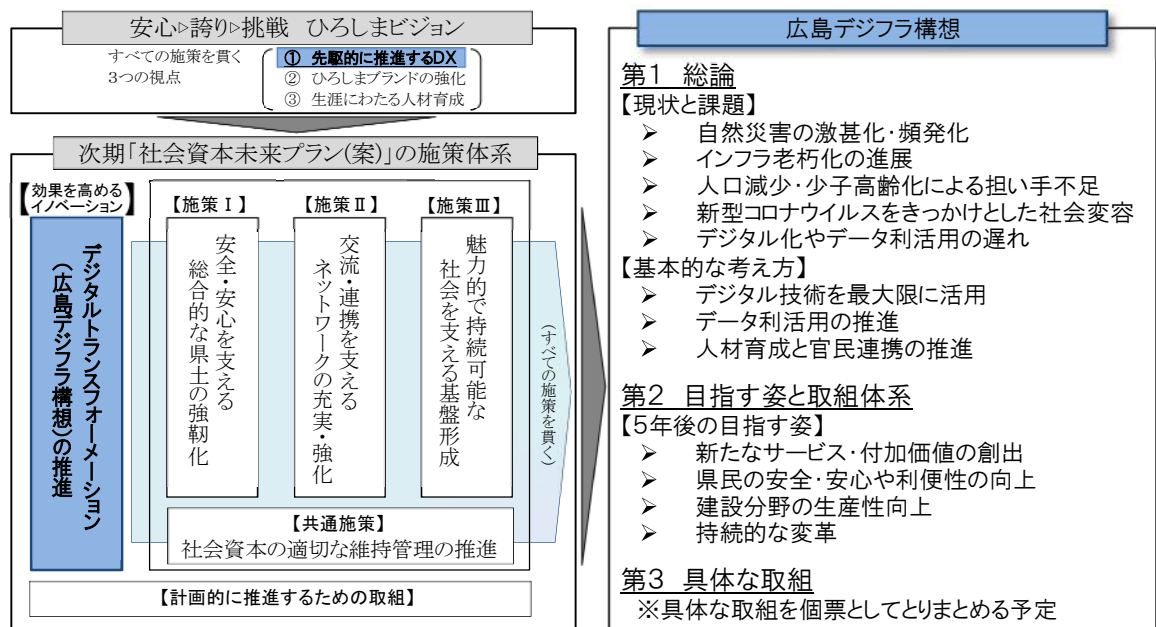 安心▷誇り▷挑戦 ひろしまビジョン
すべての施策を貫く
3つの視点
① 先駆的に推進するDX
② ひろしまブランドの強化
③ 生涯にわたる人材育成
次期「社会資本未来プラン(案)」の施策体系
【効果を高める
イノベーション】
デジタルトランスフォーメーション
(広島デジフラ構想)の推進
【施策Ⅰ】
安全・安心を支える
総合的な県土の強靭化
【施策Ⅱ】
交流・連携を支える
ネットワークの充実・強化
【施策Ⅲ】
魅力的で持続可能な
社会を支える基盤形成
(すべての施策を貫く)
【共通施策】
社会資本の適切な維持管理の推進
【計画的に推進するための取組】
広島デジフラ構想
第1 総論
【現状と課題】
➢ 自然災害の激甚化・頻発化
➢ インフラ老朽化の進展
➢ 人口減少・少子高齢化による担い手不足
➢ 新型コロナウイルスをきっかけとした社会変容
➢ デジタル化やデータ利活用の遅れ
【基本的な考え方】
➢ デジタル技術を最大限に活用
➢ データ利活用の推進
➢ 人材育成と官民連携の推進
第2 目指す姿と取組体系
【5年後の目指す姿】
➢ 新たなサービス・付加価値の創出
➢ 県民の安全・安心や利便性の向上
➢ 建設分野の生産性向上
➢ 持続的な変革
第3 具体な取組
※具体な取組を個票としてとりまとめる予定